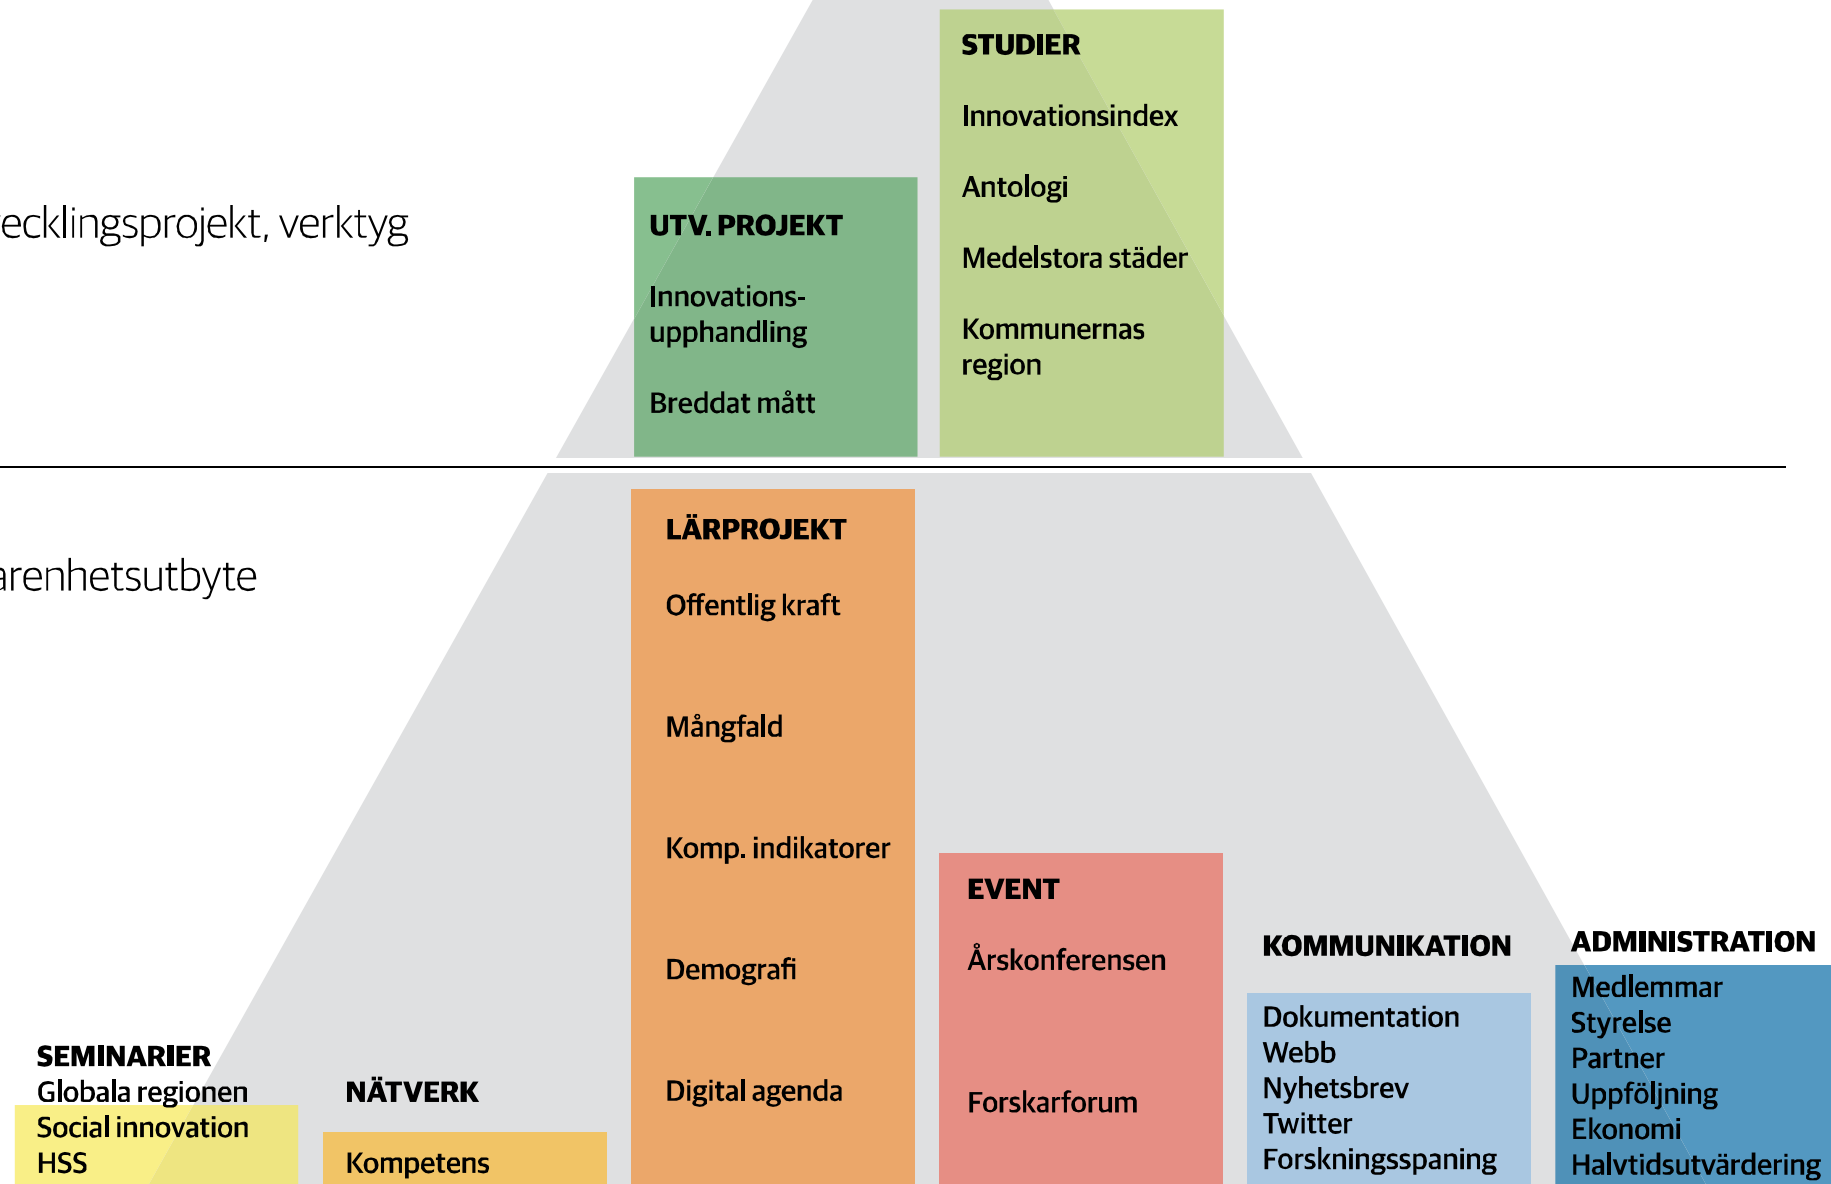 STUDIER
Innovationsindex
Antologi
Medelstora städer
Kommunernas
region
ecklingsprojekt, verktyg
UTV. PROJEKT
Innovations-
upphandling
Breddat mått
arenhetsutbyte
LÄRPROJEKT
Offentlig kraft
Mångfald
Komp. indikatorer
Demografi
Digital agenda
EVENT
Årskonferensen
Forskarforum
SEMINARIER
Globala regionen
Social innovation
HSS
NÄTVERK
Kompetens
KOMMUNIKATION
Dokumentation
Webb
Nyhetsbrev
Twitter
Forskningsspaning
ADMINISTRATION
Medlemmar
Styrelse
Partner
Uppföljning
Ekonomi
Halvtidsutvärdering